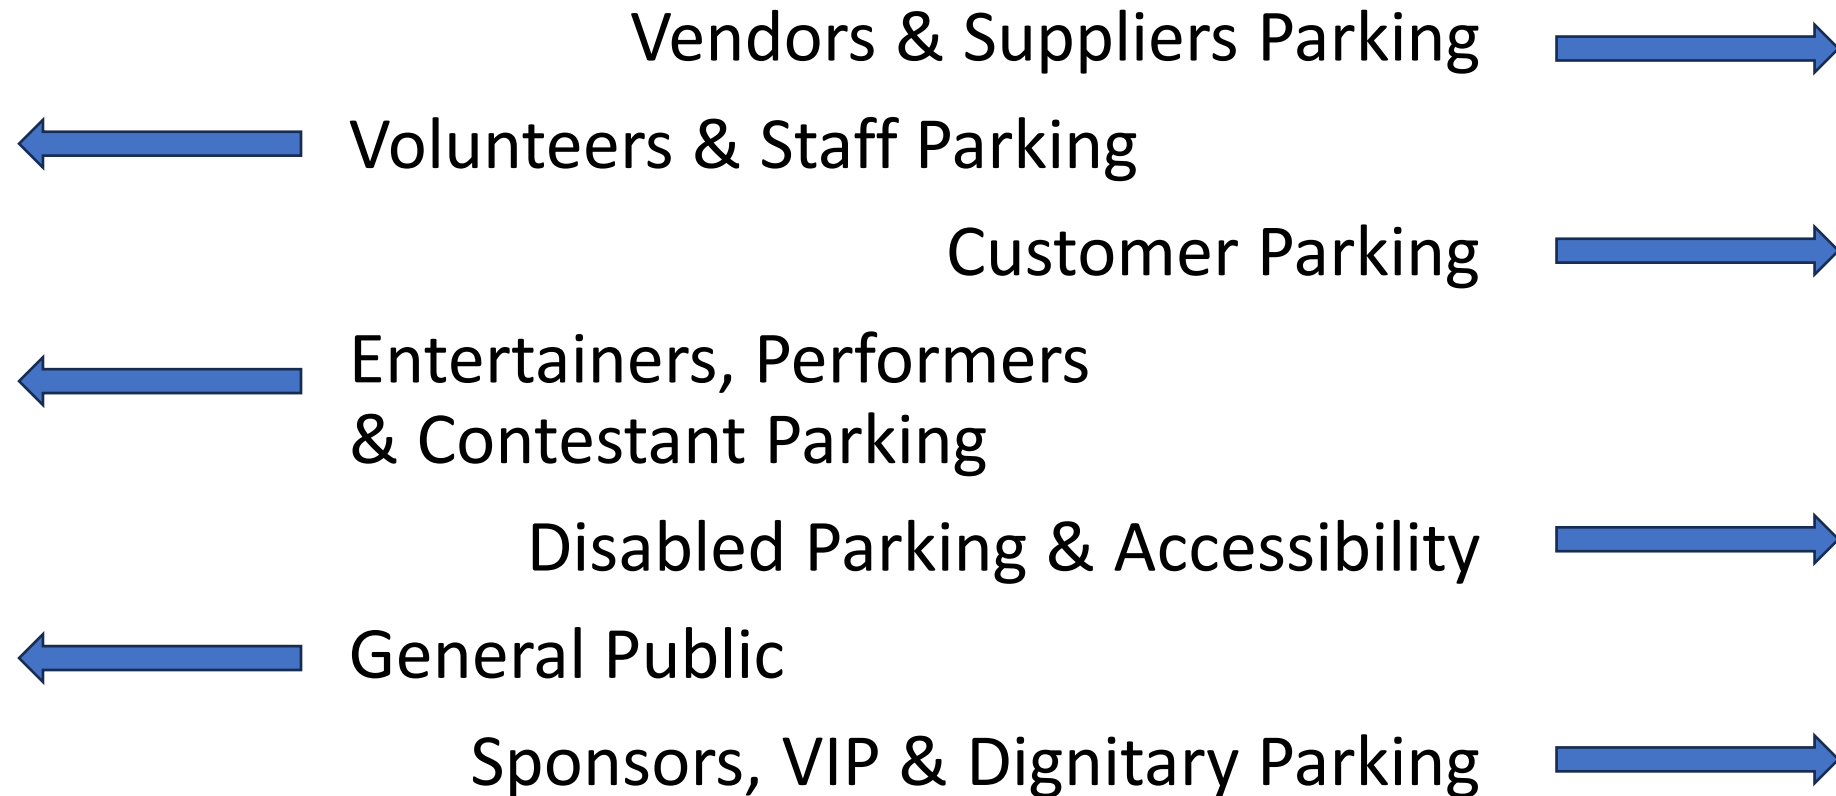 Vendors & Suppliers Parking
Volunteers & Staff Parking
Customer Parking
Entertainers, Performers
& Contestant Parking
Disabled Parking & Accessibility
General Public
Sponsors, VIP & Dignitary Parking